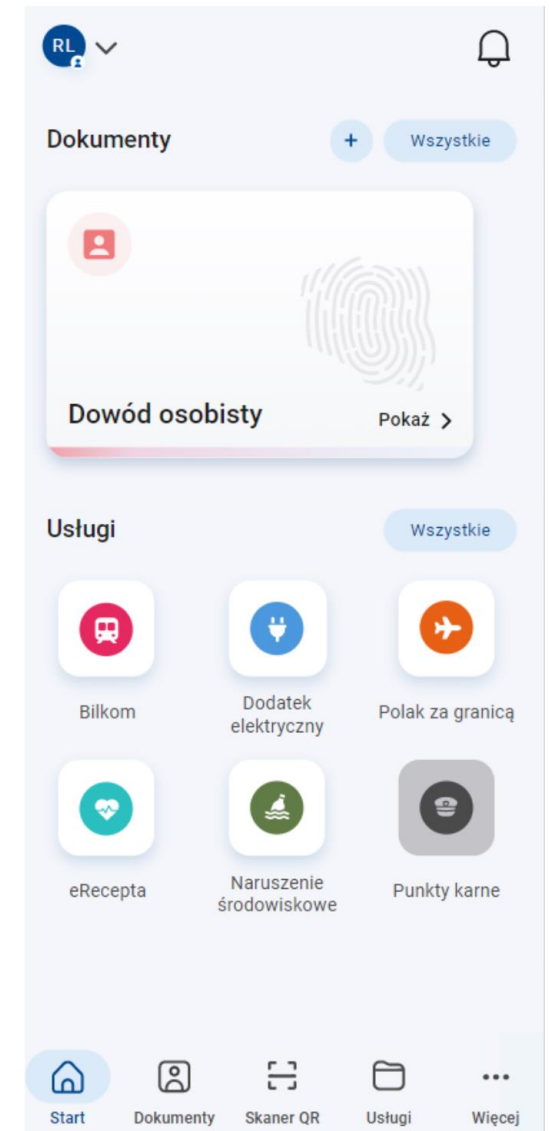 RL
Dokumenty
+ Wszystkie
Dowód osobisty
Pokaż >
Usługi
Wszystkie
Bilkom
Dodatek
elektryczny
Polak za granicą
eRecepta
Naruszenie
środowiskowe
Punkty karne
Start Dokumenty Skaner QR Usługi Więcej